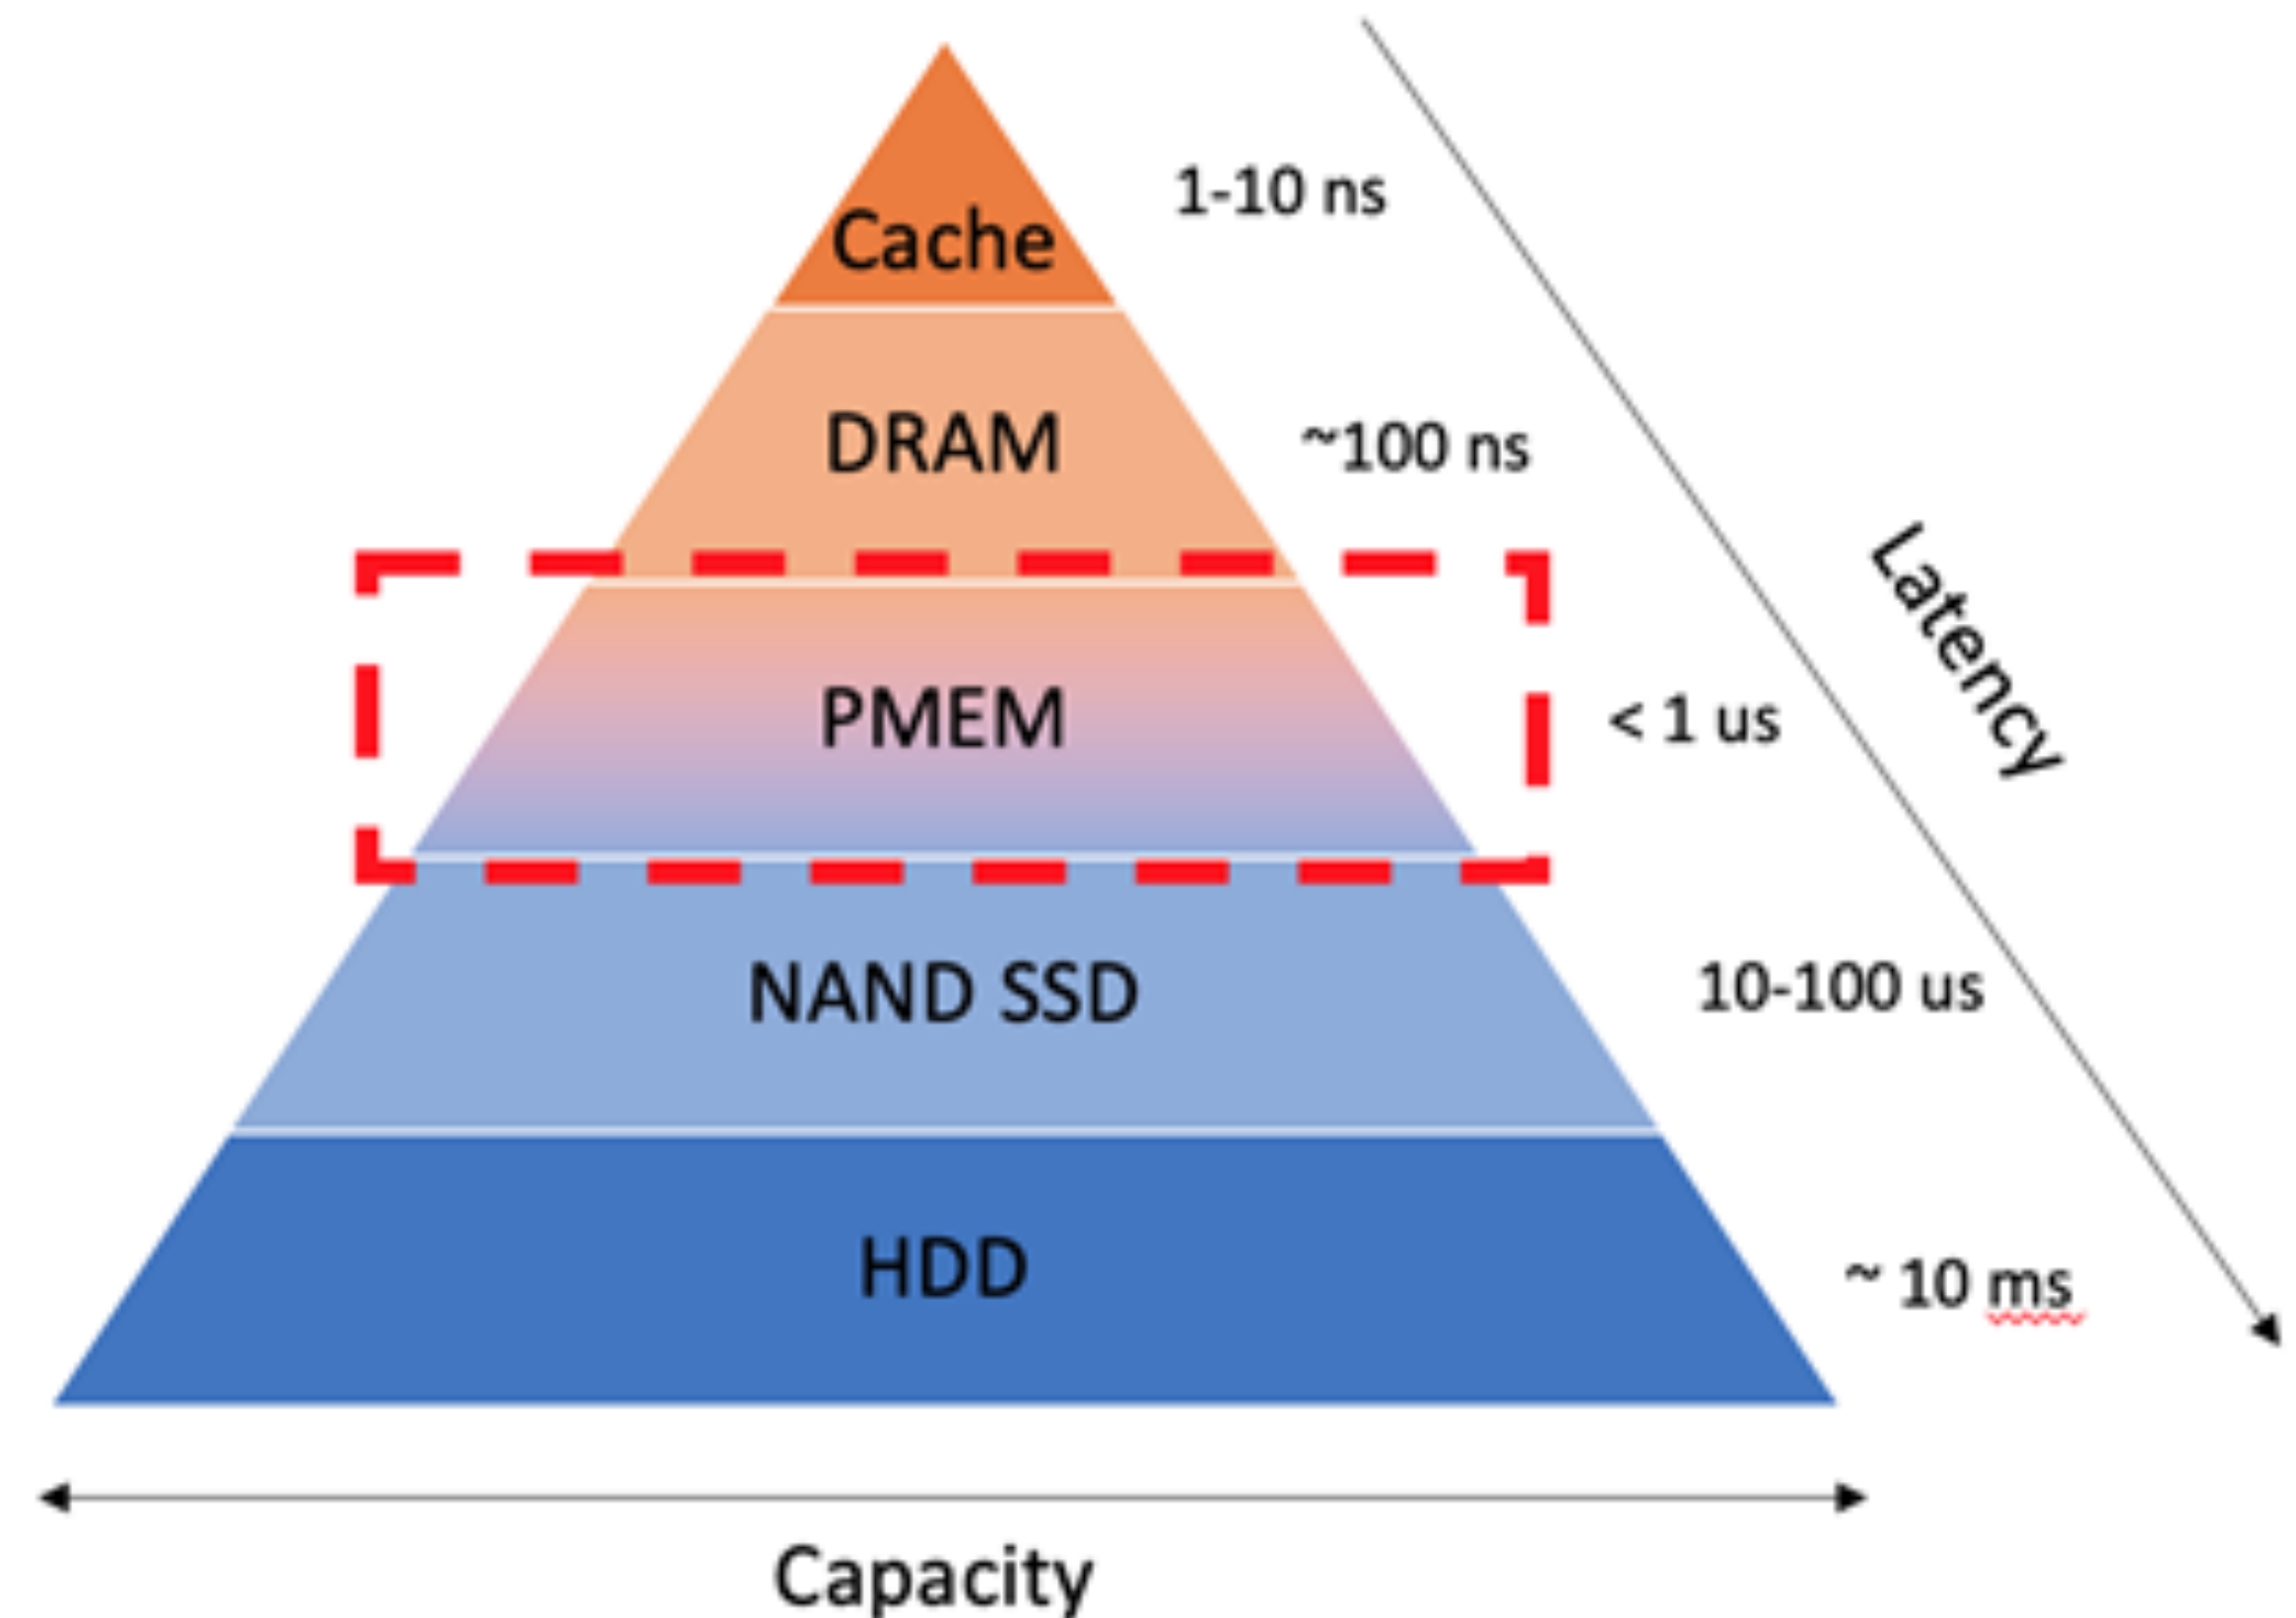 Cache
1-10 ns
DRAM
~100 ns
PMEM
< 1 us
Latency
NAND SSD
10-100 us
HDD
~ 10 ms
Capacity